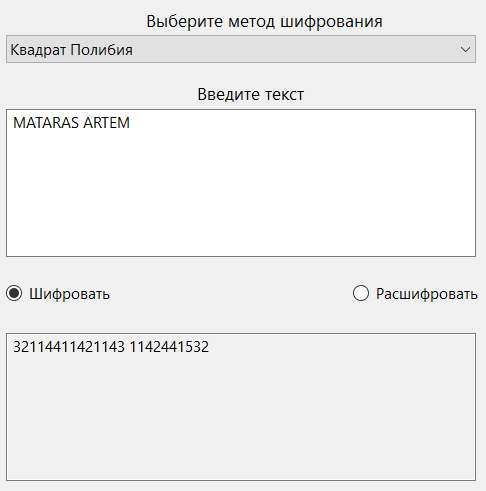 Выберите метод шифрования
Квадрат Полибия
Введите текст
MATARAS ARTEM
Шифровать
Расшифровать
32114411421143 1142441532